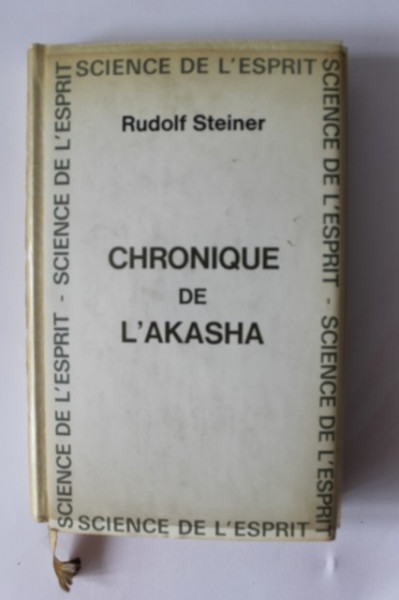 SCIENCE DE L'ESPRIT
SCIENCE DE L'ESPRIT - SCIENCE DE L'ESPRIT
Rudolf Steiner
CHRONIQUE
DE
L'AKASHA
SCIENCE DE L'ESPRIT - SCIENCE DE L'ESPRIT
SCIENCE DE L'ESPRIT